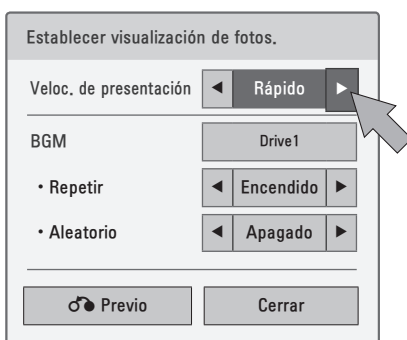 Establecer visualización de fotos.
Veloc. de presentación ◀ Rápido ▶
BGM Drive1
• Repetir ◀ Encendido ▶
• Aleatorio ◀ Apagado ▶
Previo Cerrar